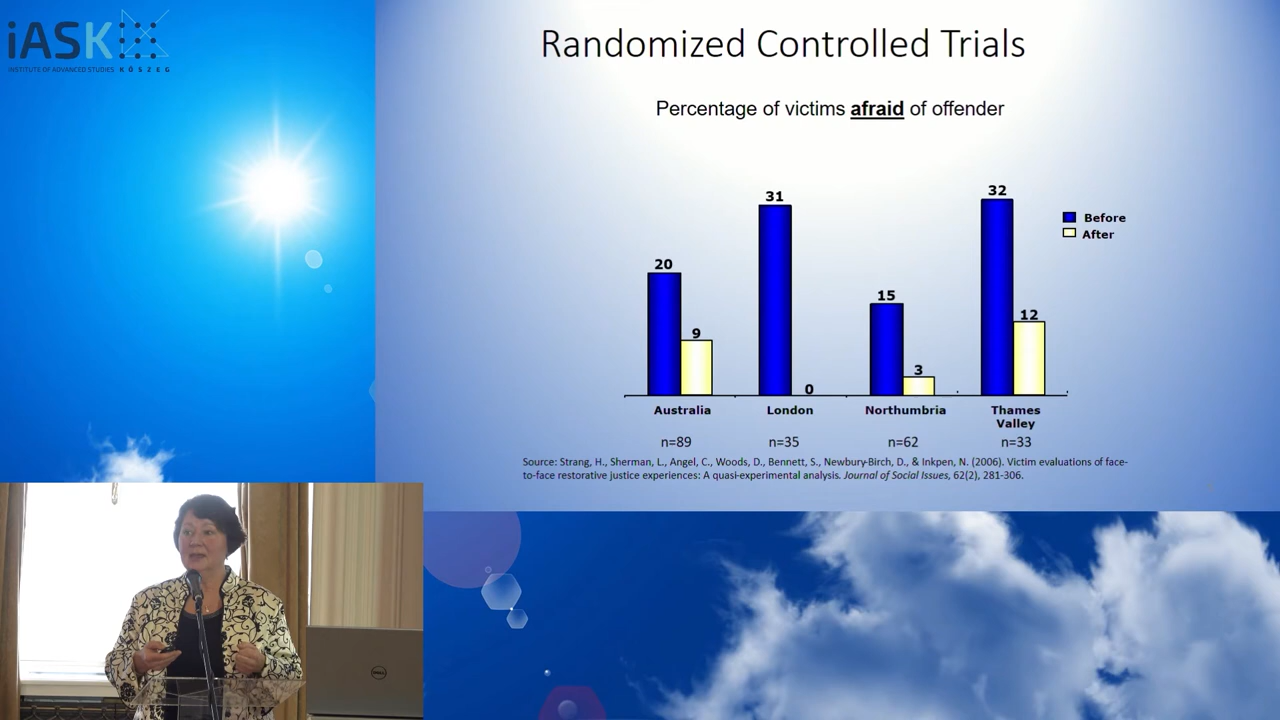 iASK
INSTITUTE OF ADVANCED STUDIES KŐSZEG
Randomized Controlled Trials
Percentage of victims afraid of offender
20
9
31
0
15
3
32
12
Before
After
Australia
London
Northumbria
Thames
Valley
n=89
n=35
n=62
n=33
Source: Strang, H., Sherman, L., Angel, C., Woods, D., Bennett, S., Newbury-Birch, D., & Inkpen, N. (2006). Victim evaluations of face-
to-face restorative justice experiences: A quasi-experimental analysis. Journal of Social Issues, 62(2), 281-306.
DELL